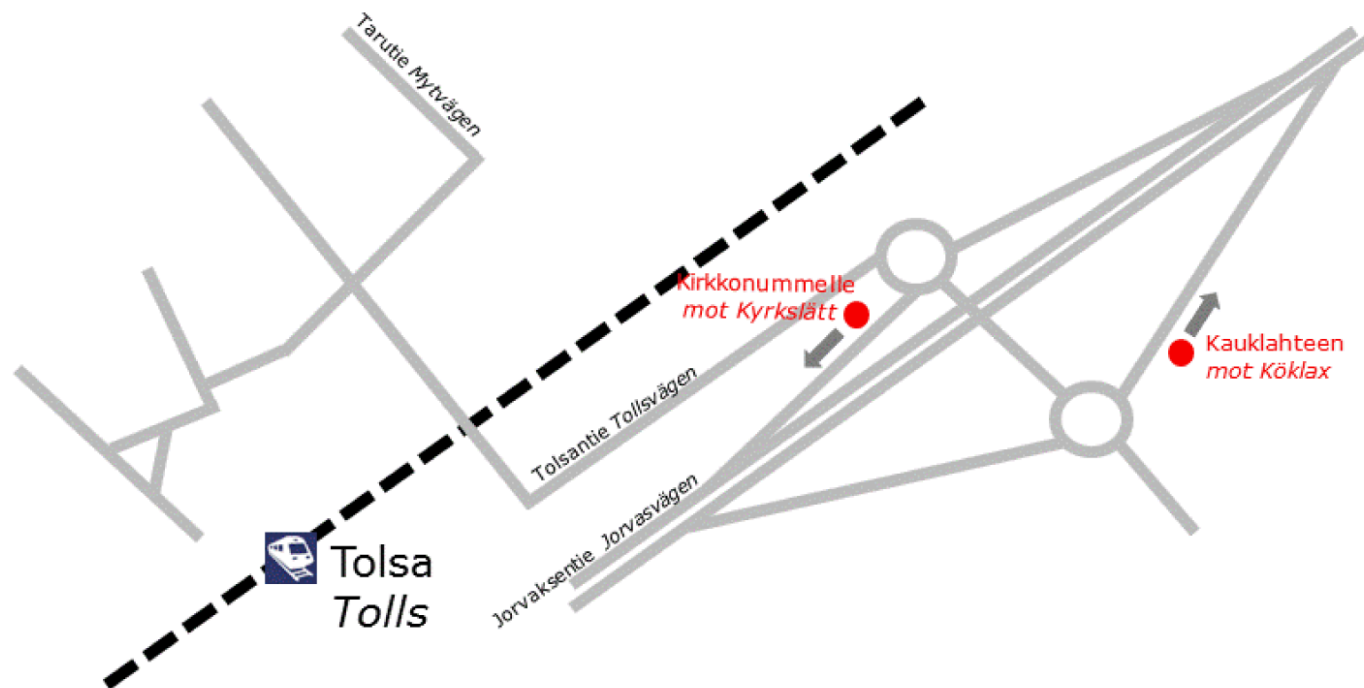 Tarutie Mytvägen
Kirkkonummelle
mot Kyrkslätt
Kauklahteen
mot Köklax
Tolsantie Tollsvägen
Jorvaksentie Jorvasvägen
Tolsa
Tolls